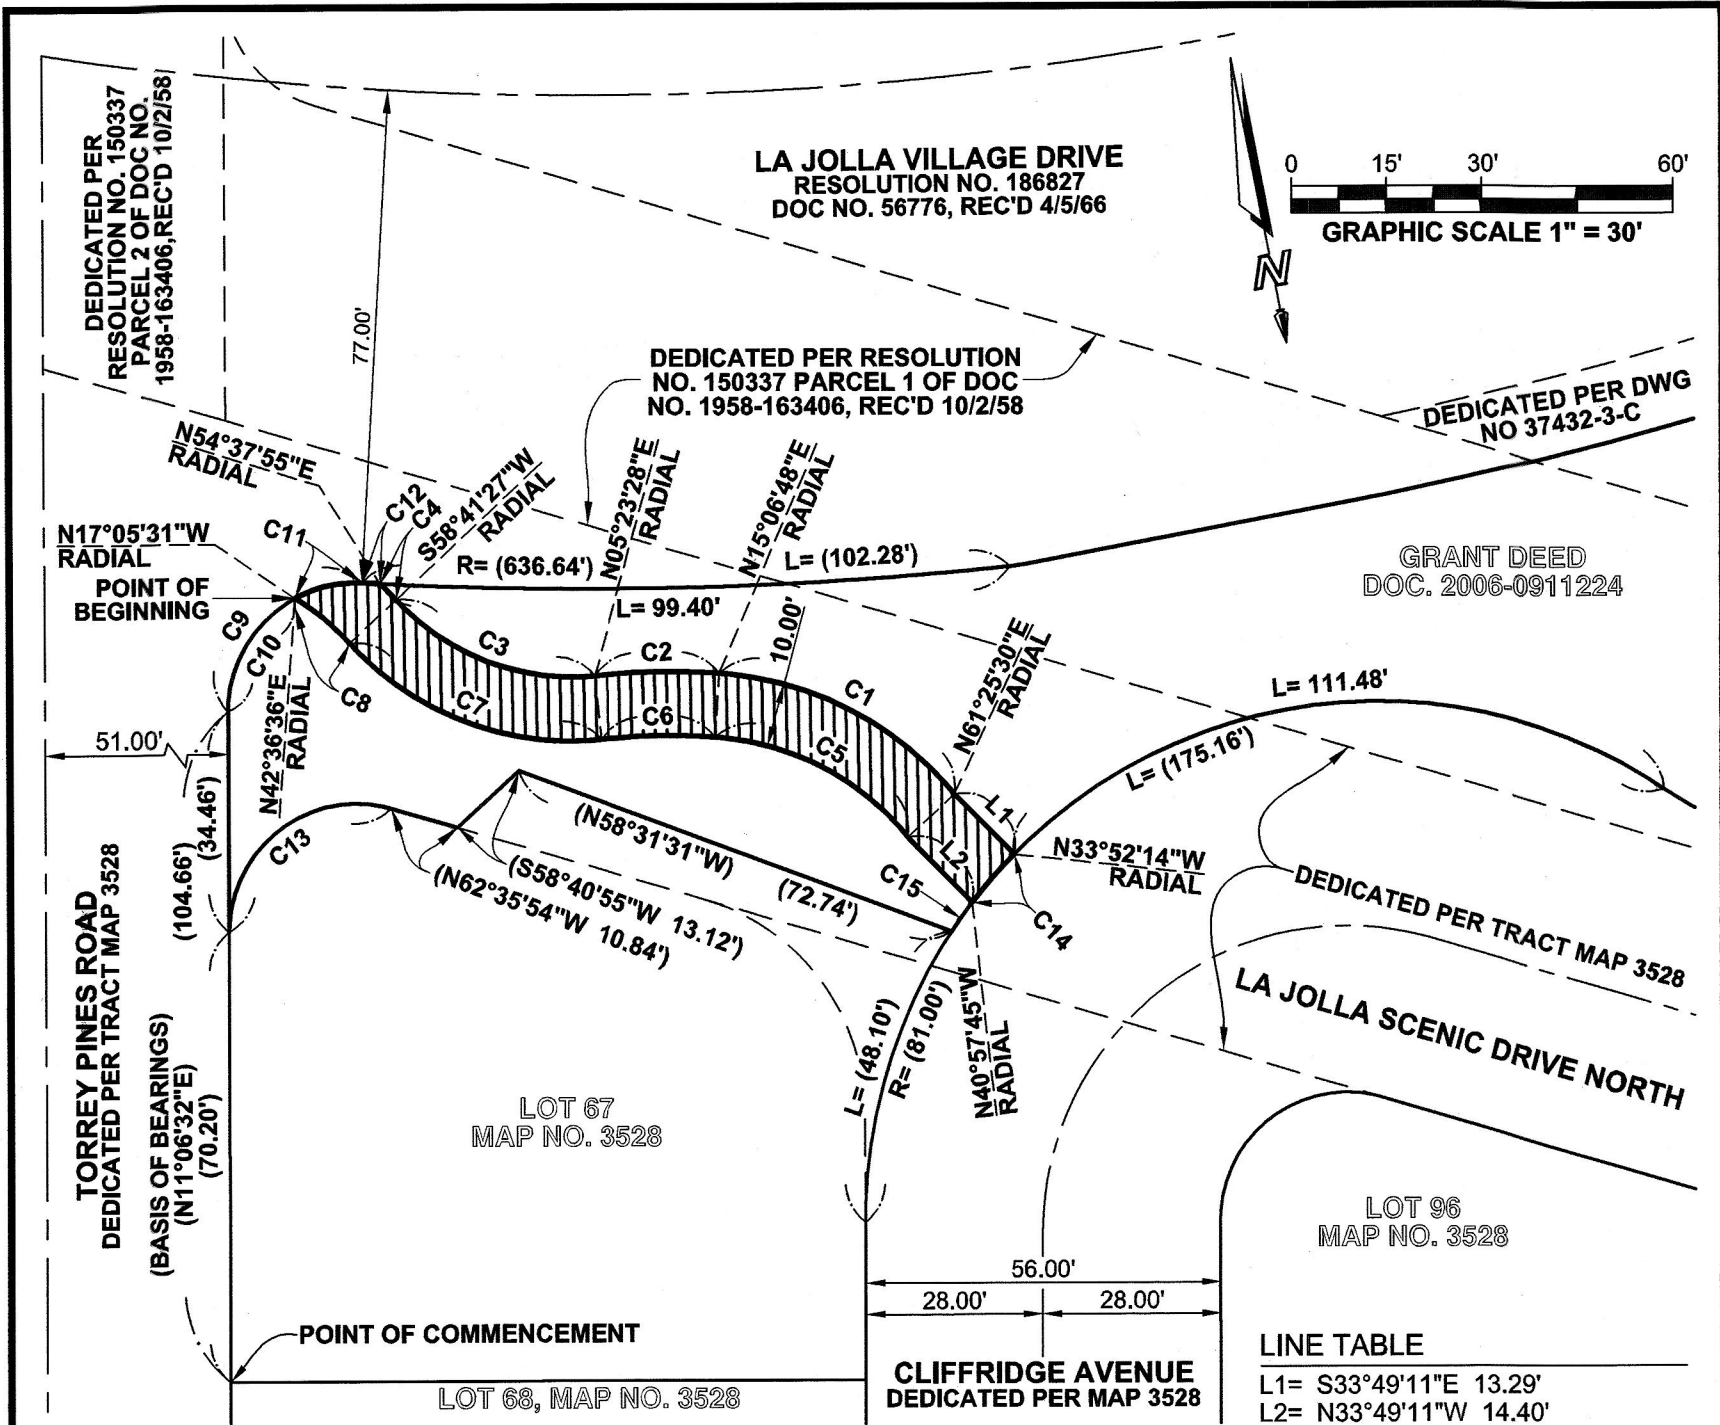 DEDICATED PER
RESOLUTION NO. 150337
PARCEL 2 OF DOC NO.
1958-163406,REC'D 10/2/58
77.00'
LA JOLLA VILLAGE DRIVE
RESOLUTION NO. 186827
DOC NO. 56776, REC'D 4/5/66
0 15' 30' 60'
GRAPHIC SCALE 1" = 30'
N
DEDICATED PER RESOLUTION
NO. 150337 PARCEL 1 OF DOC
NO. 1958-163406, REC'D 10/2/58
DEDICATED PER DWG
NO 37432-3-C
N54°37'55"E
RADIAL
C12
C4
S58°41'27"W
RADIAL
N05°23'28"E
RADIAL
N15°06'48"E
RADIAL
N17°05'31"W
RADIAL
C11
R= (636.64')
L= (102.28')
L= 99.40'
POINT OF
BEGINNING
GRANT DEED
DOC. 2006-0911224
C9
C10
C3
C2
10.00'
C1
N61°25'30"E
RADIAL
N42°36'36"E
RADIAL
C8
C7
C6
C5
L= 111.48'
L= (175.16')
51.00'
(34.46')
(104.66')
C13
(N58°31'31"W)
(72.74')
(S58°40'55"W 13.12')
(N62°35'54"W 10.84')
L1
L2
C15
C14
N33°52'14"W
RADIAL
N40°57'45"W
RADIAL
DEDICATED PER TRACT MAP 3528
LA JOLLA SCENIC DRIVE NORTH
TORREY PINES ROAD
DEDICATED PER TRACT MAP 3528
(BASIS OF BEARINGS)
(N11°06'32"E)
(70.20')
L= (48.10')
R= (81.00')
LOT 67
MAP NO. 3528
LOT 96
MAP NO. 3528
56.00'
28.00' 28.00'
POINT OF COMMENCEMENT
LOT 68, MAP NO. 3528
CLIFFRIDGE AVENUE
DEDICATED PER MAP 3528
LINE TABLE
L1= S33°49'11"E 13.29'
L2= N33°49'11"W 14.40'